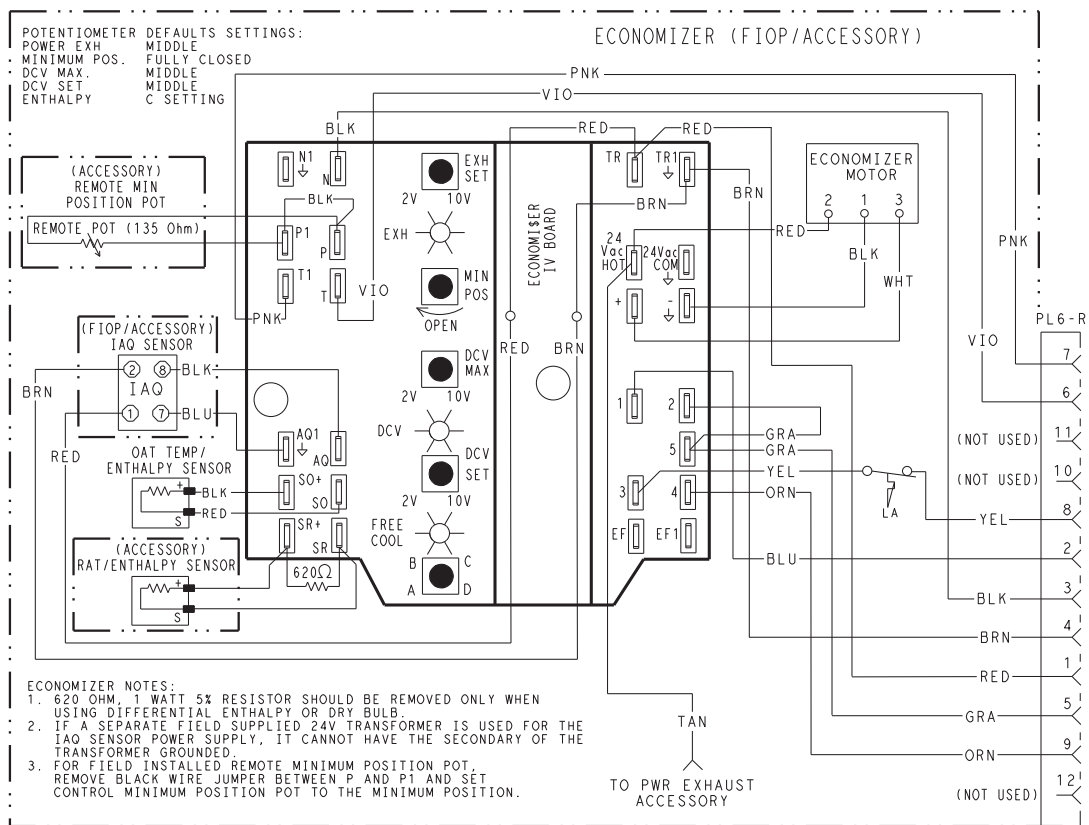 POTENTIOMETER DEFAULTS SETTINGS:
POWER EXH MIDDLE
MINIMUM POS. FULLY CLOSED
DCV MAX. MIDDLE
DCV SET MIDDLE
ENTHALPY C SETTING
ECONOMIZER (FIOP/ACCESSORY)
PNK
VIO
BLK
RED
RED
N1
N
EXH
SET
2V 10V
TR
TR1
ECONOMIZER
MOTOR
2 1 3
(ACCESSORY)
REMOTE MIN
POSITION POT
REMOTE POT (135 Ohm)
BLK
P1
P
EXH
BRN
BRN
RED
BLK
WHT
PNK
ECONOMI$ER
IV BOARD
24
Vac
HOT
24Vac
COM
T1
T
VIO
PNK
MIN
POS
OPEN
+
-
RED
BRN
VIO
PL6-R
7
6
(FIOP/ACCESSORY)
IAQ SENSOR
2 8
IAQ
1 7
BLK
BLU
BRN
RED
DCV
MAX
2V 10V
1
2
5
GRA
GRA
YEL
ORN
(NOT USED) 11
(NOT USED) 10
OAT TEMP/
ENTHALPY SENSOR
+
S
BLK
RED
AQ1
AQ
SO+
SO
DCV
DCV
SET
2V 10V
3
4
LA
YEL
8
EF
EF1
BLU
2
(ACCESSORY)
RAT/ENTHALPY SENSOR
+
S
SR+
SR
620Ω
FREE
COOL
B C
A D
BLK
3
BRN
4
RED
1
GRA
5
ORN
9
(NOT USED) 12
TAN
TO PWR EXHAUST
ACCESSORY
ECONOMIZER NOTES:
1. 620 OHM, 1 WATT 5% RESISTOR SHOULD BE REMOVED ONLY WHEN
USING DIFFERENTIAL ENTHALPY OR DRY BULB.
2. IF A SEPARATE FIELD SUPPLIED 24V TRANSFORMER IS USED FOR THE
IAQ SENSOR POWER SUPPLY, IT CANNOT HAVE THE SECONDARY OF THE
TRANSFORMER GROUNDED.
3. FOR FIELD INSTALLED REMOTE MINIMUM POSITION POT,
REMOVE BLACK WIRE JUMPER BETWEEN P AND P1 AND SET
CONTROL MINIMUM POSITION POT TO THE MINIMUM POSITION.